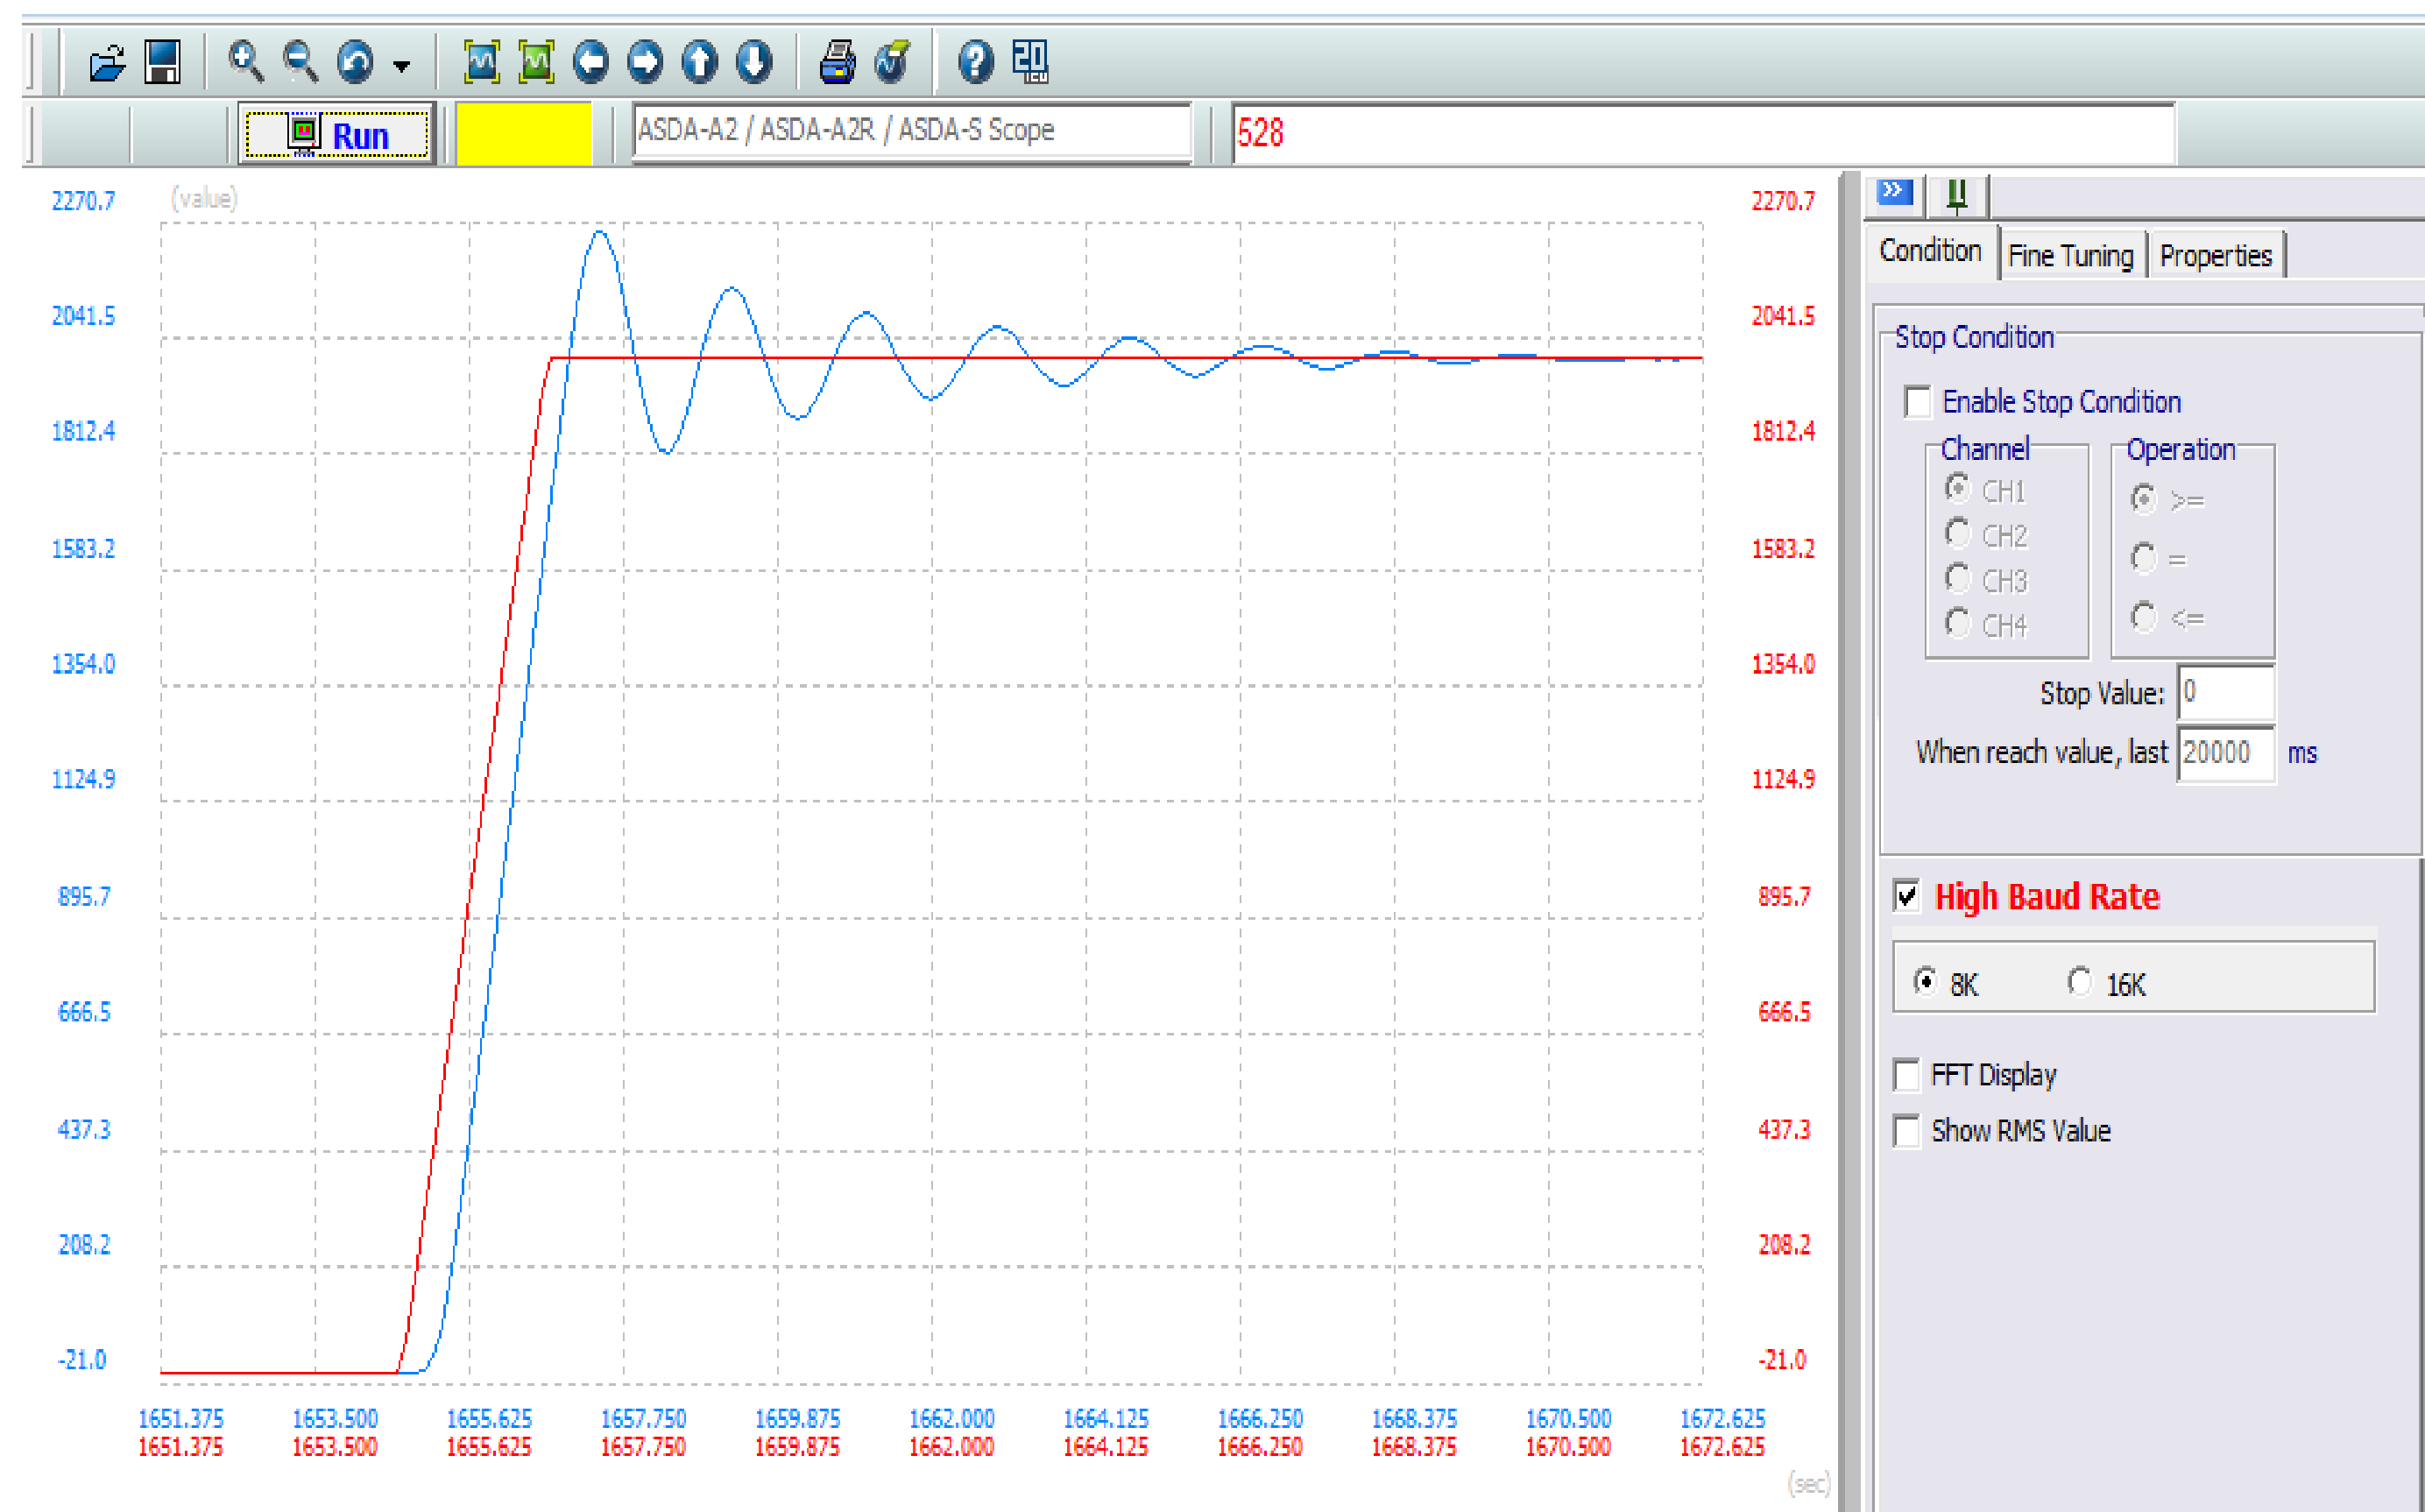 Run
ASDA-A2 / ASDA-A2R / ASDA-S Scope
528
(value)
2270.7
2041.5
1812.4
1583.2
1354.0
1124.9
895.7
666.5
437.3
208.2
-21.0
2270.7
2041.5
1812.4
1583.2
1354.0
1124.9
895.7
666.5
437.3
208.2
-21.0
1651.375 1653.500 1655.625 1657.750 1659.875 1662.000 1664.125 1666.250 1668.375 1670.500 1672.625
1651.375 1653.500 1655.625 1657.750 1659.875 1662.000 1664.125 1666.250 1668.375 1670.500 1672.625
(sec)
Condition Fine Tuning Properties
Stop Condition
Enable Stop Condition
Channel
CH1
CH2
CH3
CH4
Operation
>=
=
<=
Stop Value: 0
When reach value, last 20000 ms
High Baud Rate
8K 16K
FFT Display
Show RMS Value